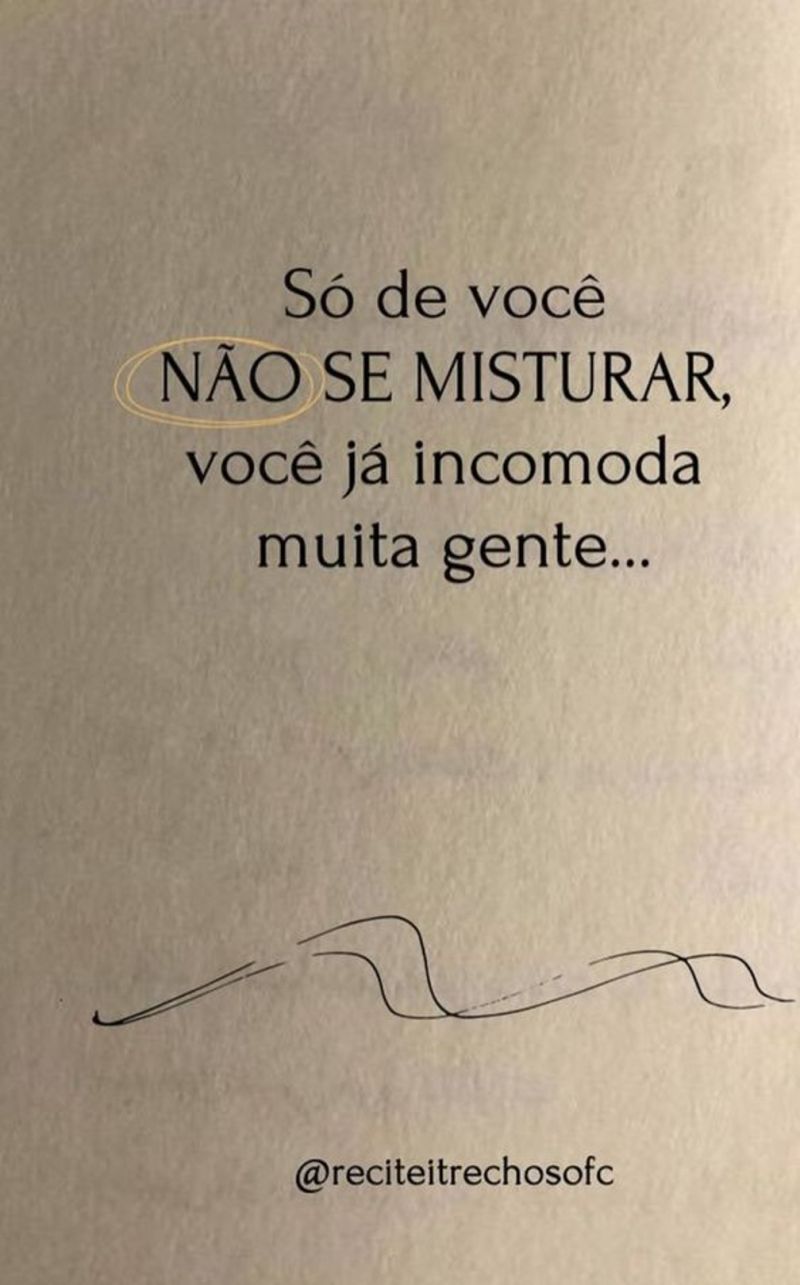 Só de você
NÃO SE MISTURAR,
você já incomoda
muita gente...
@reciteitrechosofc